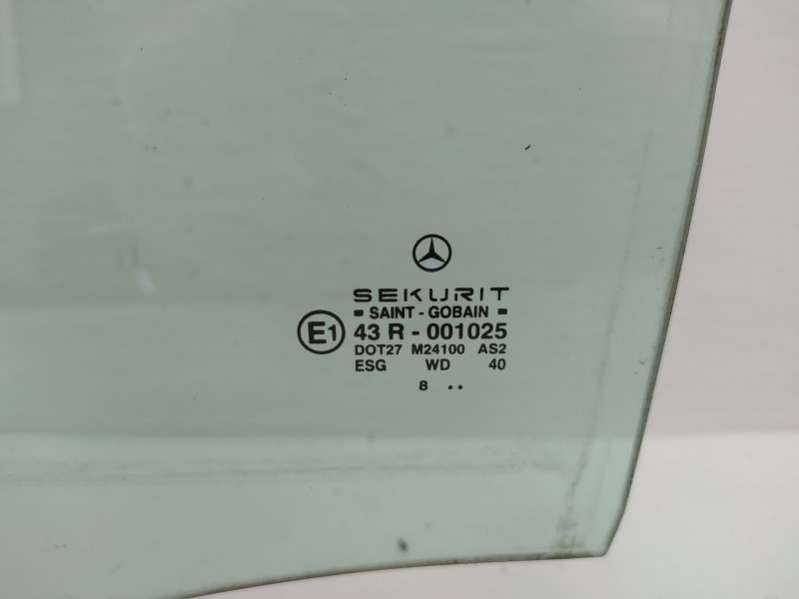 SEKURIT
SAINT - GOBAIN
E1 43 R - 001025
DOT27 M24100 AS2
ESG WD 40
8 ..